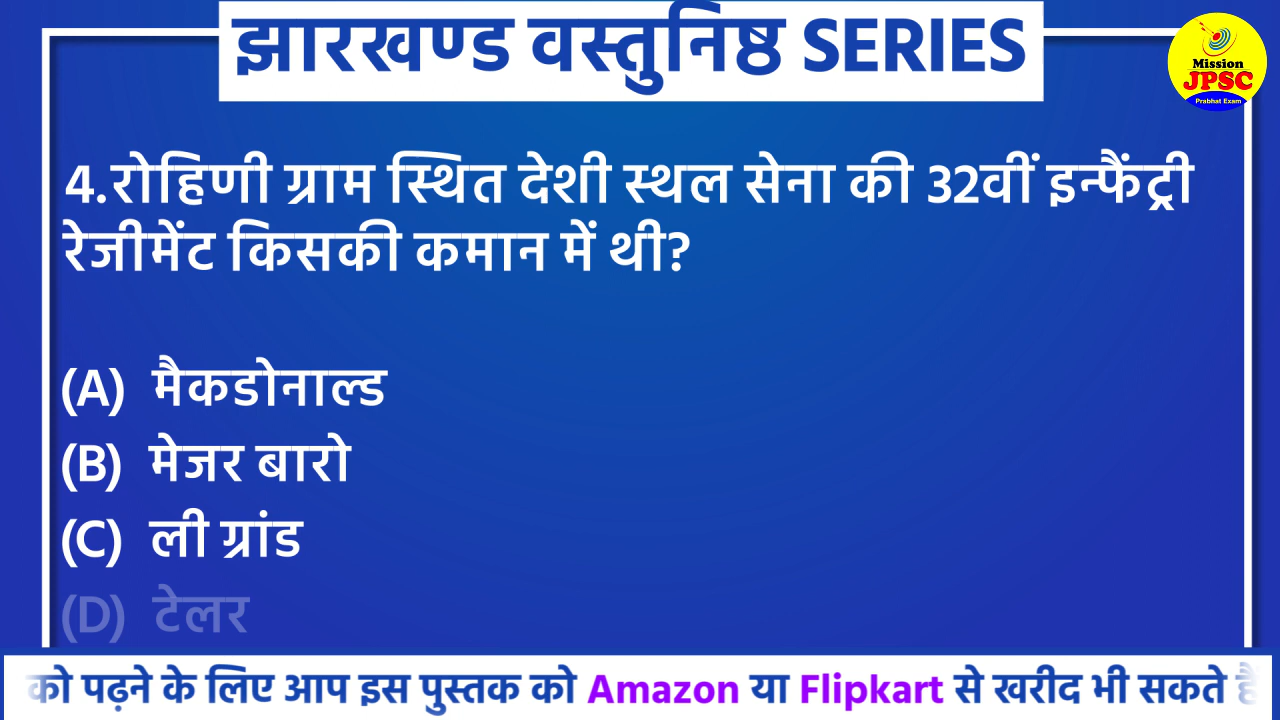 झारखण्ड वस्तुनिष्ठ SERIES
Mission
JPSC
Prabhat Exam
4.रोहिणी ग्राम स्थित देशी स्थल सेना की 32वीं इन्फैंट्री
रेजीमेंट किसकी कमान में थी?
(A) मैकडोनाल्ड
(B) मेजर बारो
(C) ली ग्रांड
(D) टेलर
को पढ़ने के लिए आप इस पुस्तक को Amazon या Flipkart से खरीद भी सकते हैं